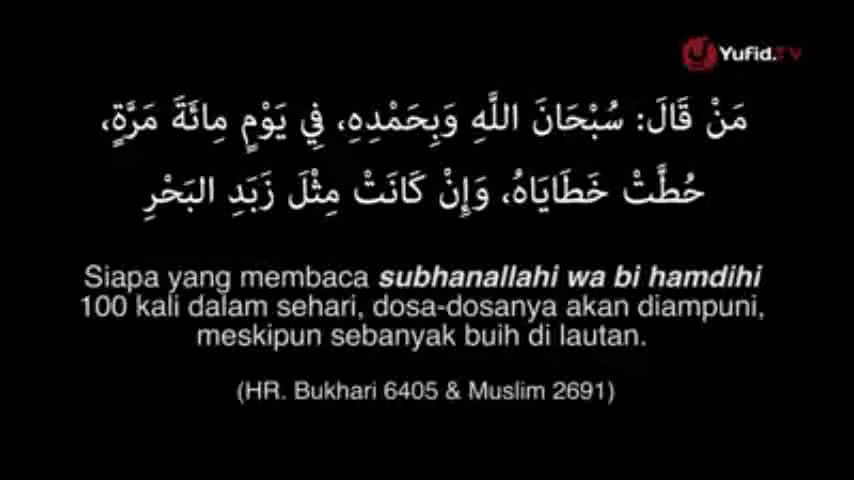 Yufid.TV
مَنْ قَالَ: سُبْحَانَ اللَّهِ وَبِحَمْدِهِ، فِي يَوْمٍ مِائَةَ مَرَّةٍ،
حُطَّتْ خَطَايَاهُ، وَإِنْ كَانَتْ مِثْلَ زَبَدِ البَحْرِ
Siapa yang membaca subhanallahi wa bi hamdihi
100 kali dalam sehari, dosa-dosanya akan diampuni,
meskipun sebanyak buih di lautan.
(HR. Bukhari 6405 & Muslim 2691)